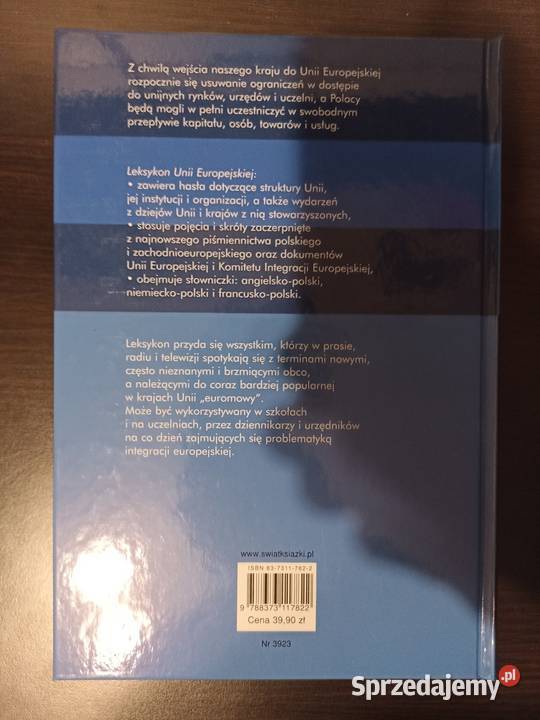 Z chwilą wejścia naszego kraju do Unii Europejskiej
rozpocznie się usuwanie ograniczeń w dostępie
do unijnych rynków, urzędów i uczelni, a Polacy
będą mogli w pełni uczestniczyć w swobodnym
przepływie kapitału, osób, towarów i usług.
Leksykon Unii Europejskiej:
• zawiera hasła dotyczące struktury Unii,
jej instytucji i organizacji, a także wydarzeń
z dziejów Unii i krajów z nią stowarzyszonych,
• stosuje pojęcia i skróty zaczerpnięte
z najnowszego piśmiennictwa polskiego
i zachodnioeuropejskiego oraz dokumentów
Unii Europejskiej i Komitetu Integracji Europejskiej,
• obejmuje słowniczki: angielsko-polski,
niemiecko-polski i francusko-polski.
Leksykon przyda się wszystkim, którzy w prasie,
radiu i telewizji spotykają się z terminami nowymi,
często nieznanymi i brzmiącymi obco,
a należącymi do coraz bardziej popularnej
w krajach Unii „euromowy”.
Może być wykorzystywany w szkołach
i na uczelniach, przez dziennikarzy i urzędników
na co dzień zajmujących się problematyką
integracji europejskiej.
www.swiatksiazki.pl
ISBN 83-7311-782-2
9 788373 117822
Cena 39,90 zł
Nr 3923
Sprzedajemy.pl